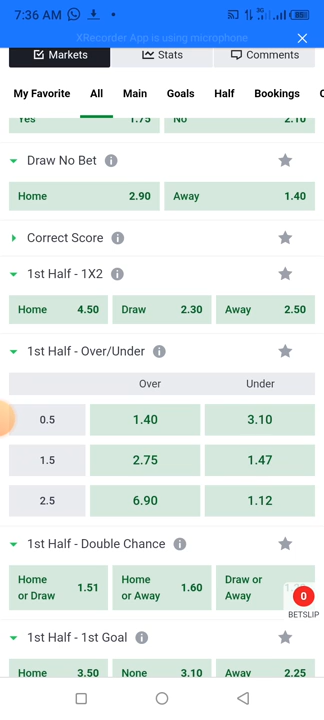 7:36 AM
3G
XRecorder App is using microphone
Markets Stats Comments
My Favorite All Main Goals Half Bookings
Yes 1.75 No 2.10
Draw No Bet
Home 2.90 Away 1.40
Correct Score
1st Half - 1X2
Home 4.50 Draw 2.30 Away 2.50
1st Half - Over/Under
Over Under
0.5 1.40 3.10
1.5 2.75 1.47
2.5 6.90 1.12
1st Half - Double Chance
Home or Draw 1.51 Home or Away 1.60 Draw or Away
0
BETSLIP
1st Half - 1st Goal
Home 3.50 None 3.10 Away 2.25